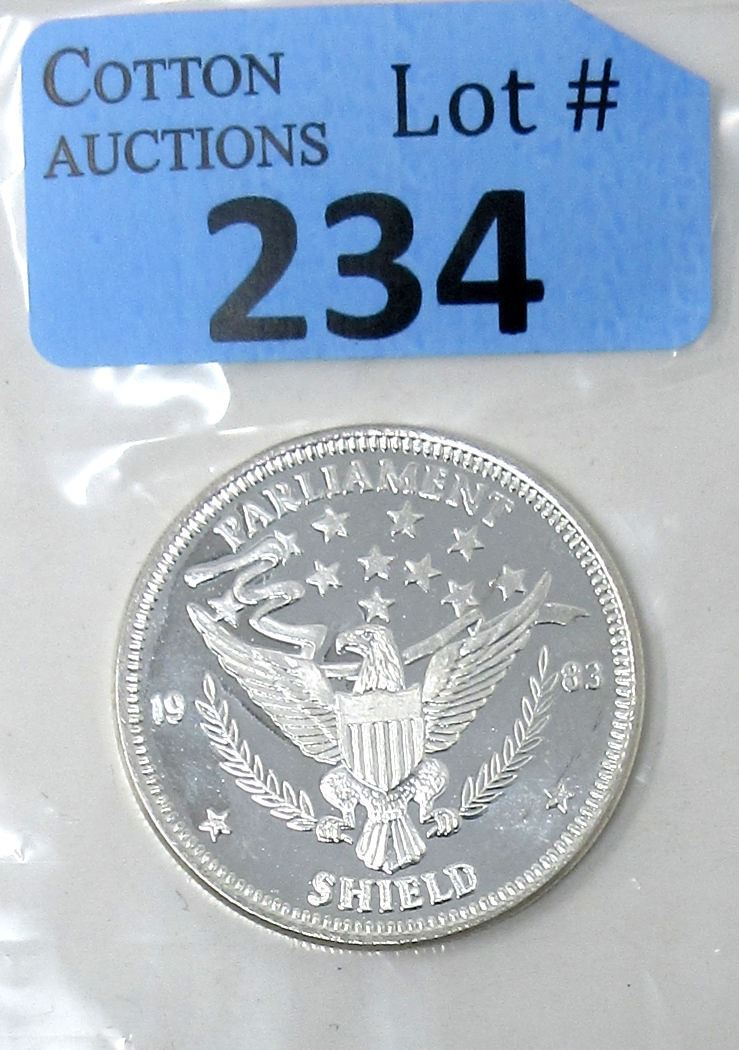 COTTON
AUCTIONS
Lot #
234
PARLIAMENT
19 83
SHIELD